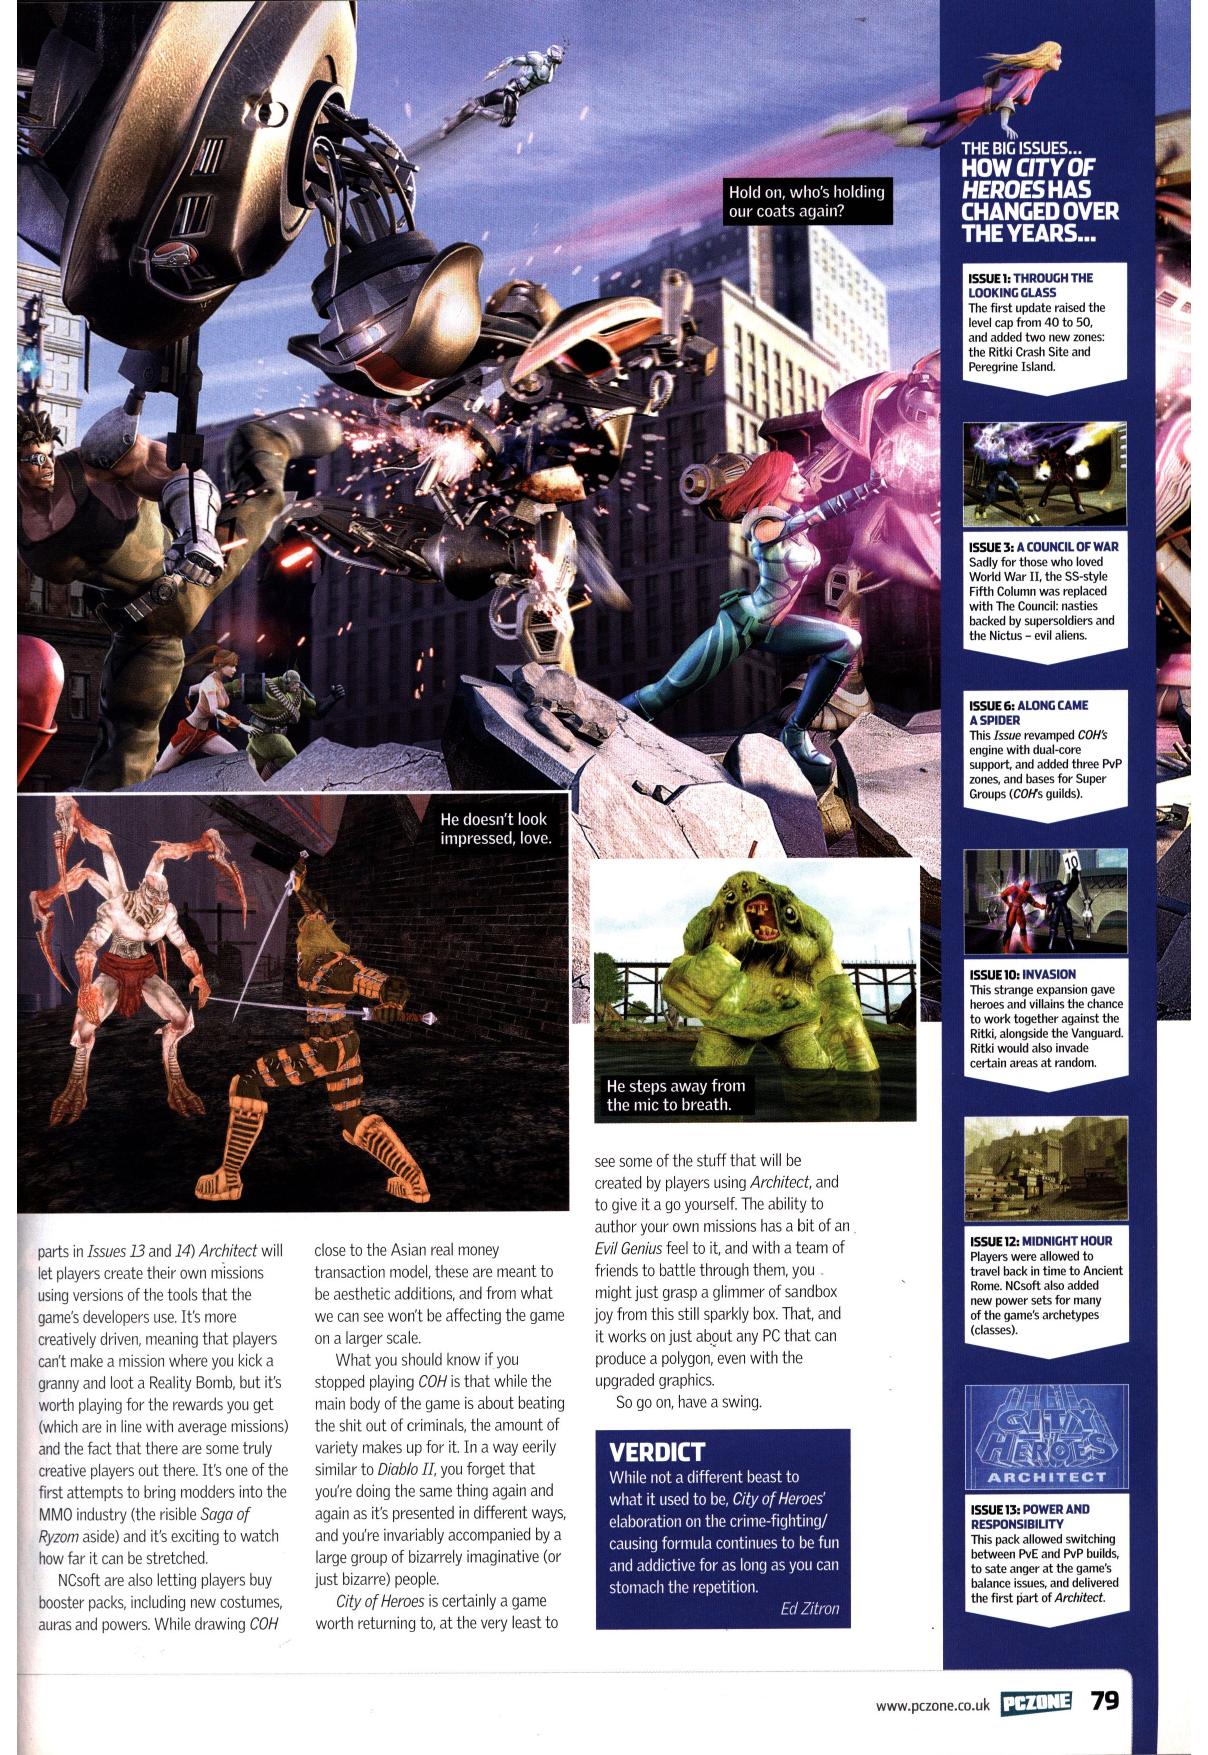 Hold on, who's holding
our coats again?
He doesn't look
impressed, love.
He steps away from
the mic to breath.
parts in Issues 13 and 14) Architect will
let players create their own missions
using versions of the tools that the
game's developers use. It's more
creatively driven, meaning that players
can't make a mission where you kick a
granny and loot a Reality Bomb, but it's
worth playing for the rewards you get
(which are in line with average missions)
and the fact that there are some truly
creative players out there. It's one of the
first attempts to bring modders into the
MMO industry (the risible Saga of
Ryzom aside) and it's exciting to watch
how far it can be stretched.
NCsoft are also letting players buy
booster packs, including new costumes,
auras and powers. While drawing COH
close to the Asian real money
transaction model, these are meant to
be aesthetic additions, and from what
we can see won't be affecting the game
on a larger scale.
What you should know if you
stopped playing COH is that while the
main body of the game is about beating
the shit out of criminals, the amount of
variety makes up for it. In a way eerily
similar to Diablo II, you forget that
you're doing the same thing again and
again as it's presented in different ways,
and you're invariably accompanied by a
large group of bizarrely imaginative (or
just bizarre) people.
City of Heroes is certainly a game
worth returning to, at the very least to
see some of the stuff that will be
created by players using Architect, and
to give it a go yourself. The ability to
author your own missions has a bit of an
Evil Genius feel to it, and with a team of
friends to battle through them, you
might just grasp a glimmer of sandbox
joy from this still sparkly box. That, and
it works on just about any PC that can
produce a polygon, even with the
upgraded graphics.
So go on, have a swing.
VERDICT
While not a different beast to
what it used to be, City of Heroes'
elaboration on the crime-fighting/
causing formula continues to be fun
and addictive for as long as you can
stomach the repetition.
Ed Zitron
THE BIG ISSUES...
HOW CITY OF
HEROES HAS
CHANGED OVER
THE YEARS...
ISSUE 1: THROUGH THE
LOOKING GLASS
The first update raised the
level cap from 40 to 50,
and added two new zones:
the Ritki Crash Site and
Peregrine Island.
ISSUE 3: A COUNCIL OF WAR
Sadly for those who loved
World War II, the SS-style
Fifth Column was replaced
with The Council: nasties
backed by supersoldiers and
the Nictus – evil aliens.
ISSUE 6: ALONG CAME
A SPIDER
This Issue revamped COH's
engine with dual-core
support, and added three PvP
zones, and bases for Super
Groups (COH's guilds).
10
ISSUE 10: INVASION
This strange expansion gave
heroes and villains the chance
to work together against the
Ritki, alongside the Vanguard.
Ritki would also invade
certain areas at random.
ISSUE 12: MIDNIGHT HOUR
Players were allowed to
travel back in time to Ancient
Rome. NCsoft also added
new power sets for many
of the game's archetypes
(classes).
CITY OF
HEROES
ARCHITECT
ISSUE 13: POWER AND
RESPONSIBILITY
This pack allowed switching
between PvE and PvP builds,
to sate anger at the game's
balance issues, and delivered
the first part of Architect.
www.pczone.co.uk PCZONE 79